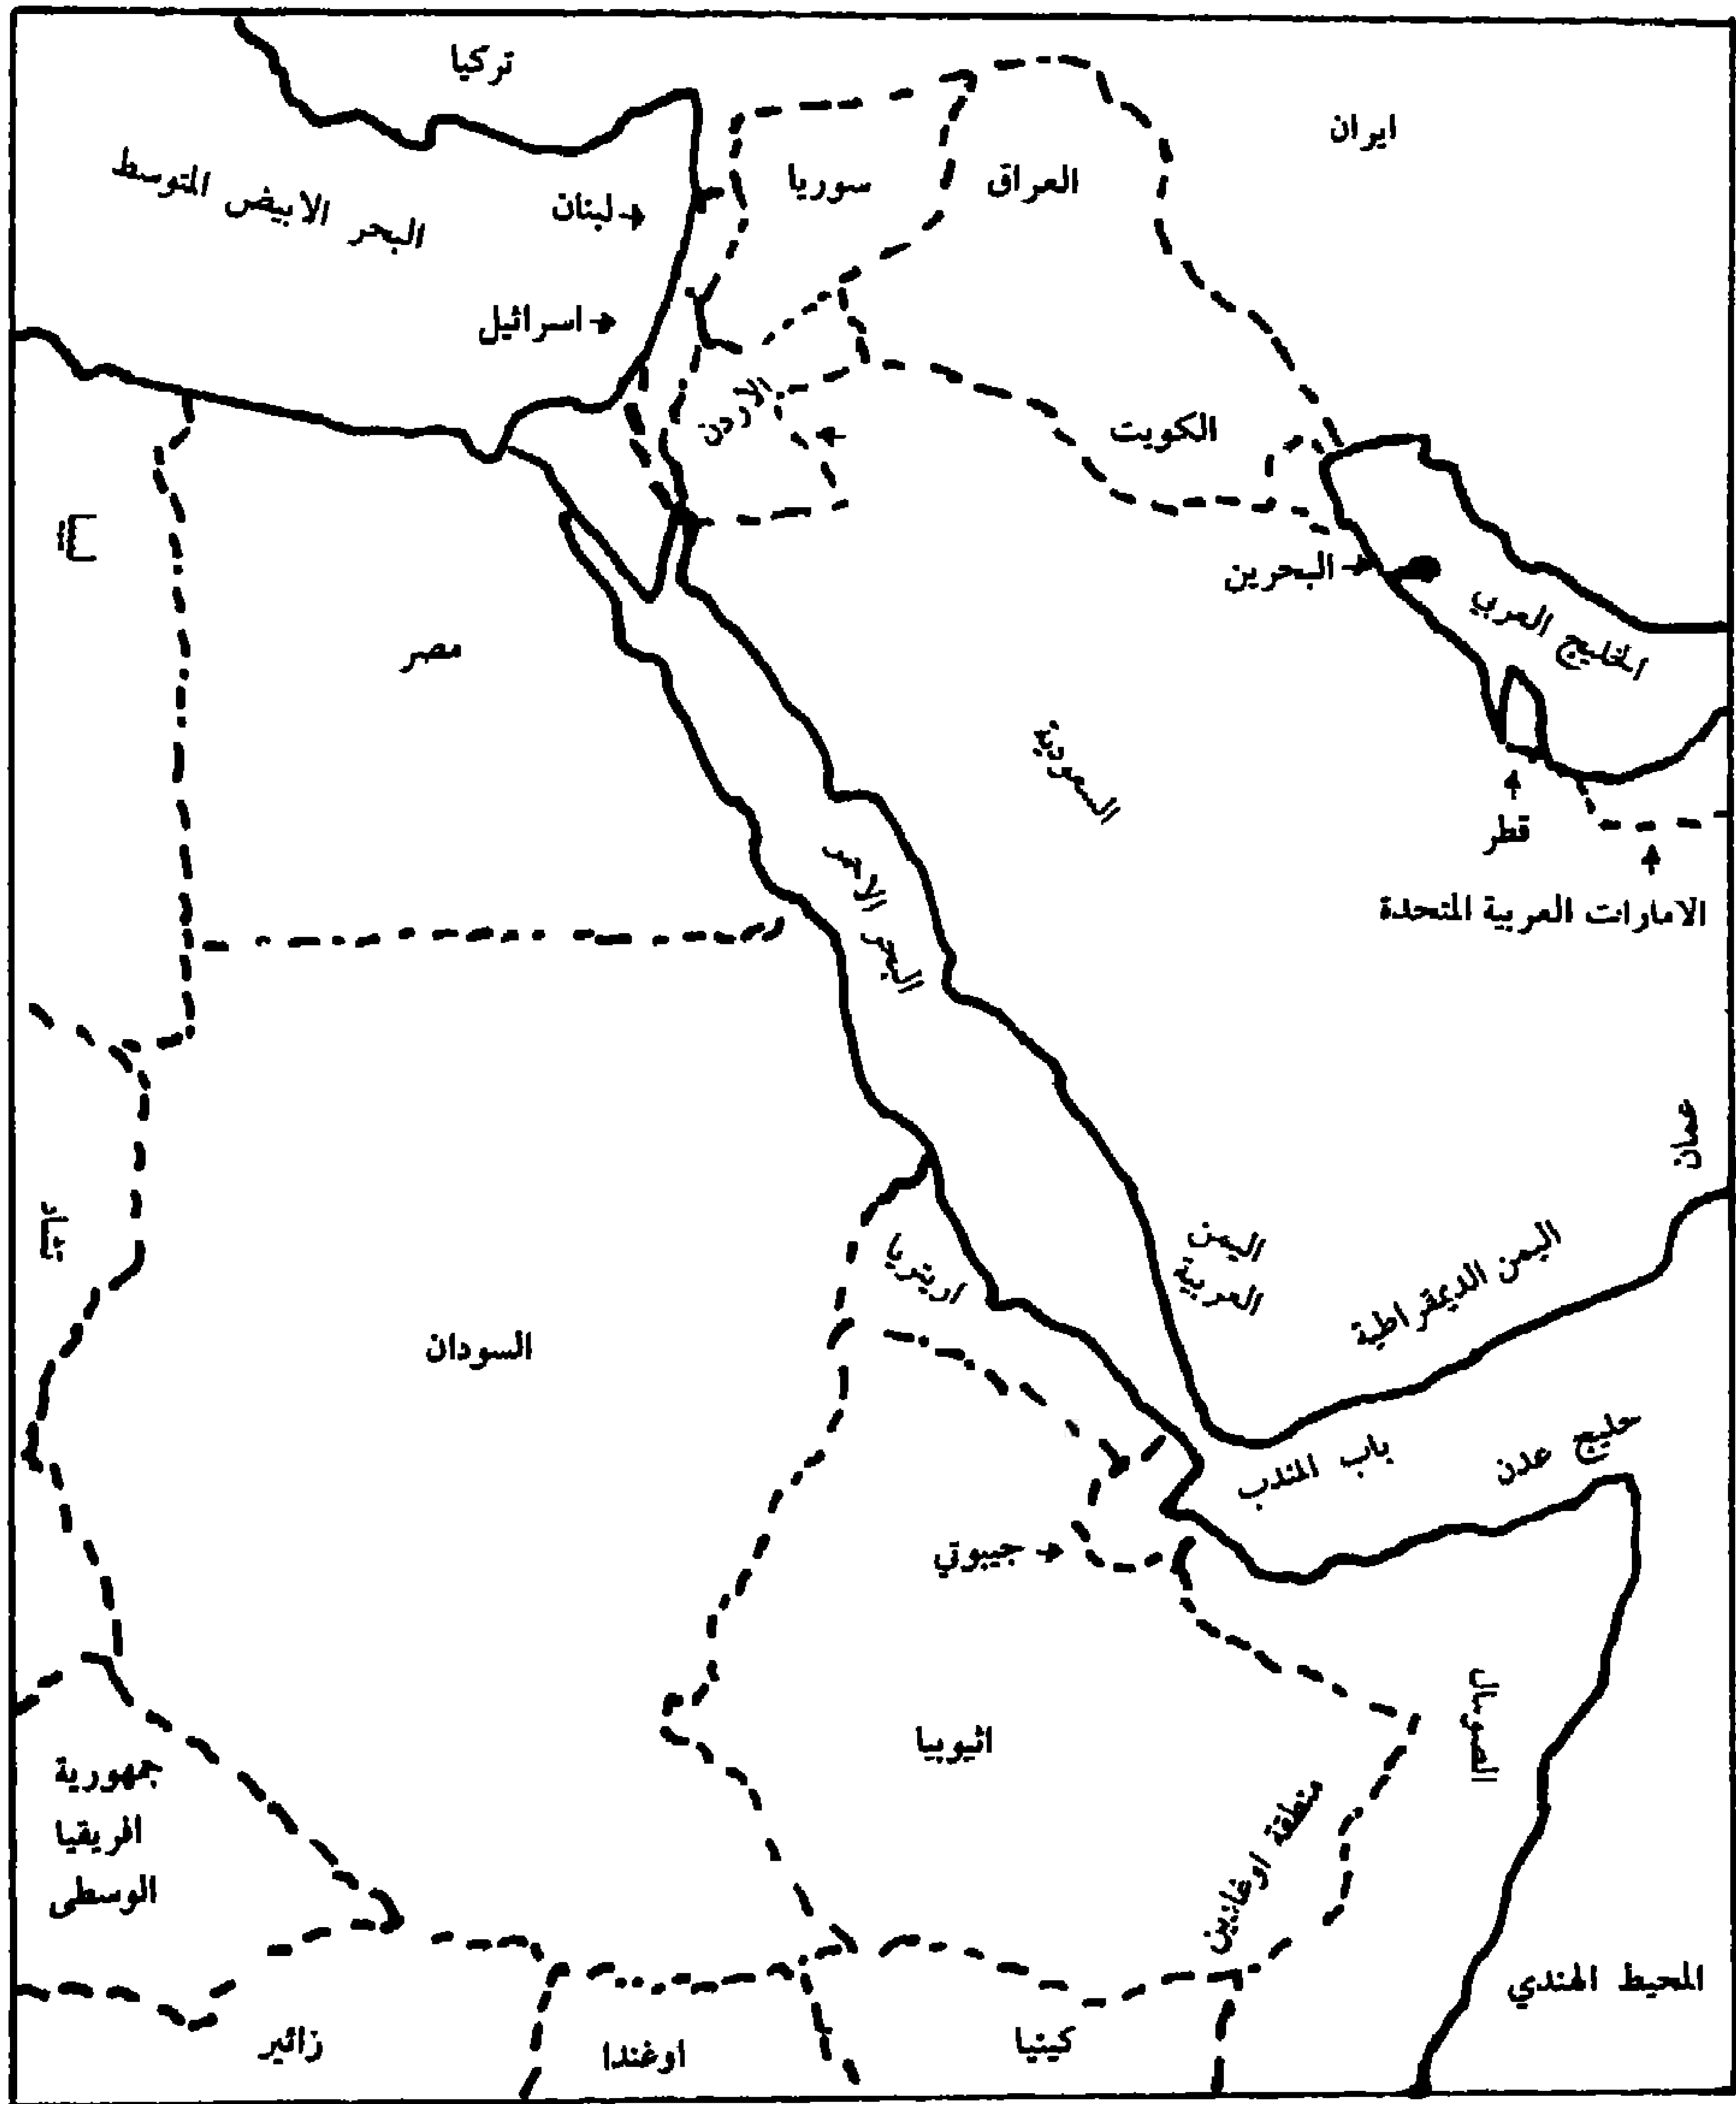 تركيا
ايران
سوريا
العراق
البحر الابيض المتوسط
لبنان
اسرائيل
الاردن
الكويت
البحرين
الخليج العربي
مصر
السعودية
قطر
الامارات العربية المتحدة
البحر الاحمر
عمان
تشاد
اليمن
العربية
اليمن الديمقراطية
اريتريا
السودان
باب المندب
خليج عدن
جيبوتي
الصومال
اثيوبيا
منطقة اوغادين
جمهورية
افريقيا
الوسطى
المحيط الهندي
زائير
اوغندا
كينيا